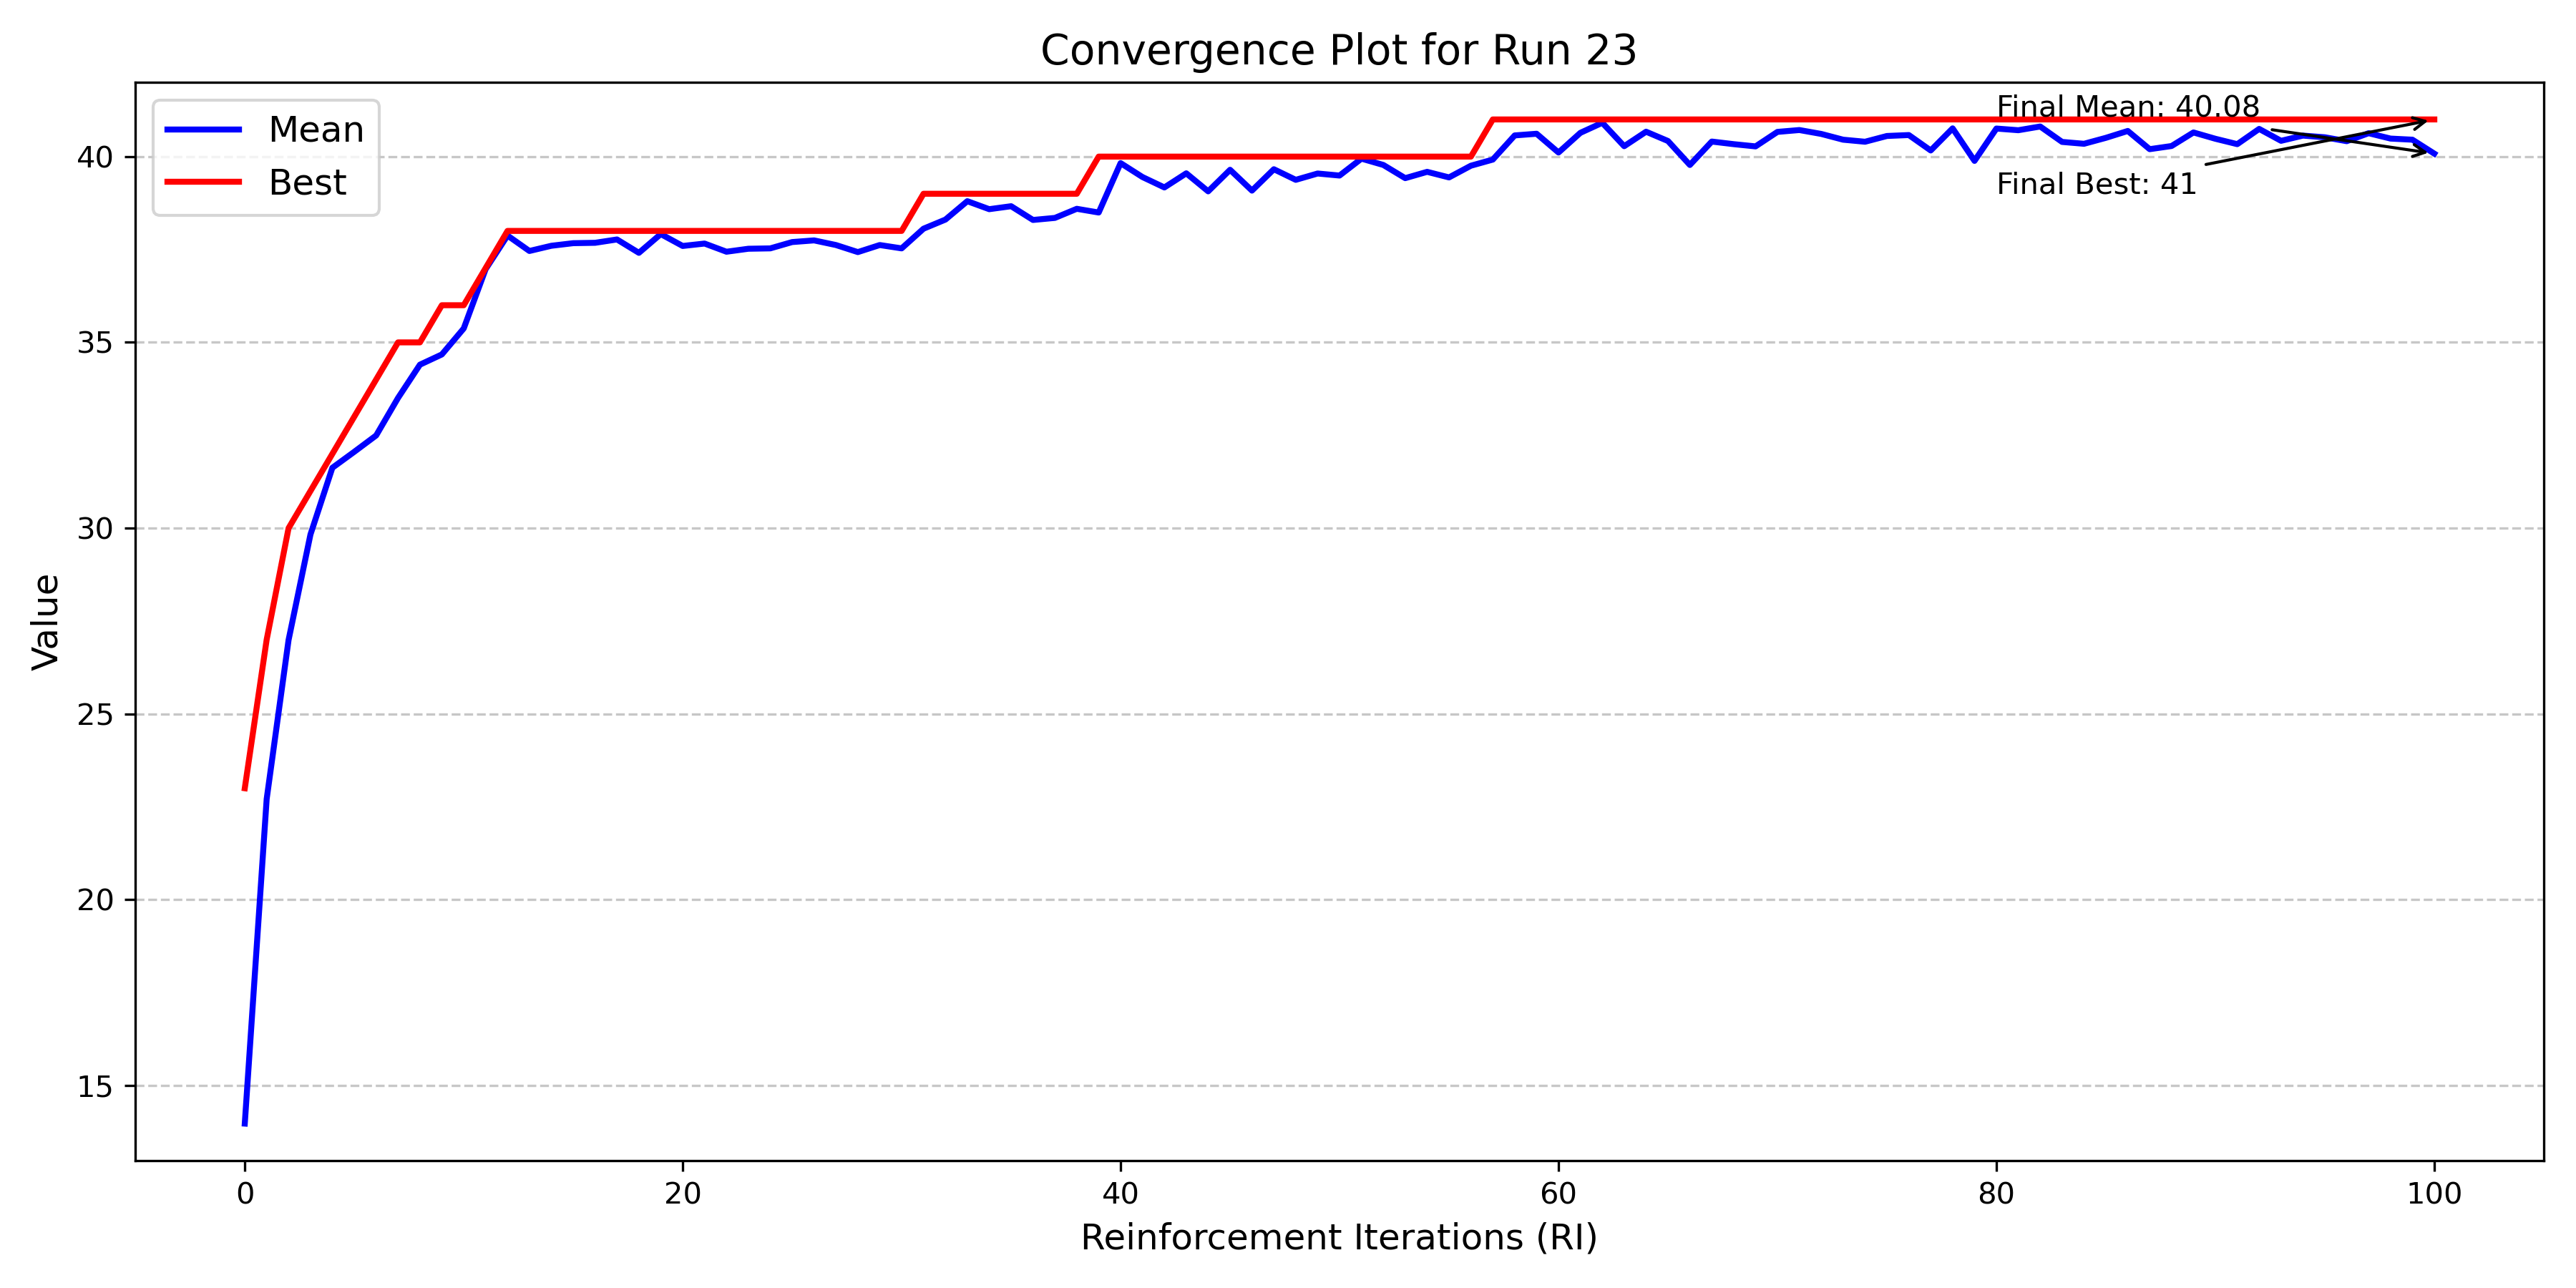 Convergence Plot for Run 23
Mean
Best
Final Mean: 40.08
Final Best: 41
40
35
30
25
20
15
Value
0 20 40 60 80 100
Reinforcement Iterations (RI)